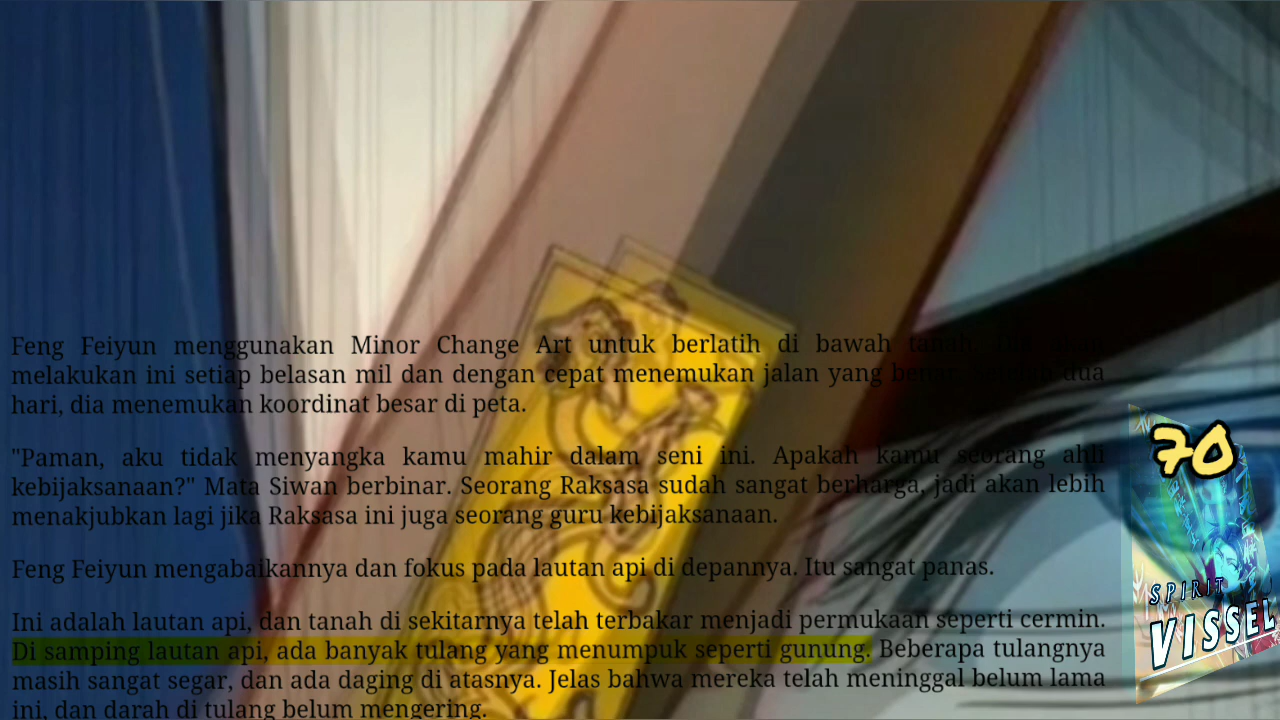 Feng Feiyun menggunakan Minor Change Art untuk berlatih di bawah tanah. Dia akan
melakukan ini setiap belasan mil dan dengan cepat menemukan jalan yang benar. Setelah dua
hari, dia menemukan koordinat besar di peta.
"Paman, aku tidak menyangka kamu mahir dalam seni ini. Apakah kamu seorang ahli
kebijaksanaan?" Mata Siwan berbinar. Seorang Raksasa sudah sangat berharga, jadi akan lebih
menakjubkan lagi jika Raksasa ini juga seorang guru kebijaksanaan.
Feng Feiyun mengabaikannya dan fokus pada lautan api di depannya. Itu sangat panas.
Ini adalah lautan api, dan tanah di sekitarnya telah terbakar menjadi permukaan seperti cermin.
Di samping lautan api, ada banyak tulang yang menumpuk seperti gunung. Beberapa tulangnya
masih sangat segar, dan ada daging di atasnya. Jelas bahwa mereka telah meninggal belum lama
ini, dan darah di tulang belum mengering.
70
SPIRIT
VISSEL